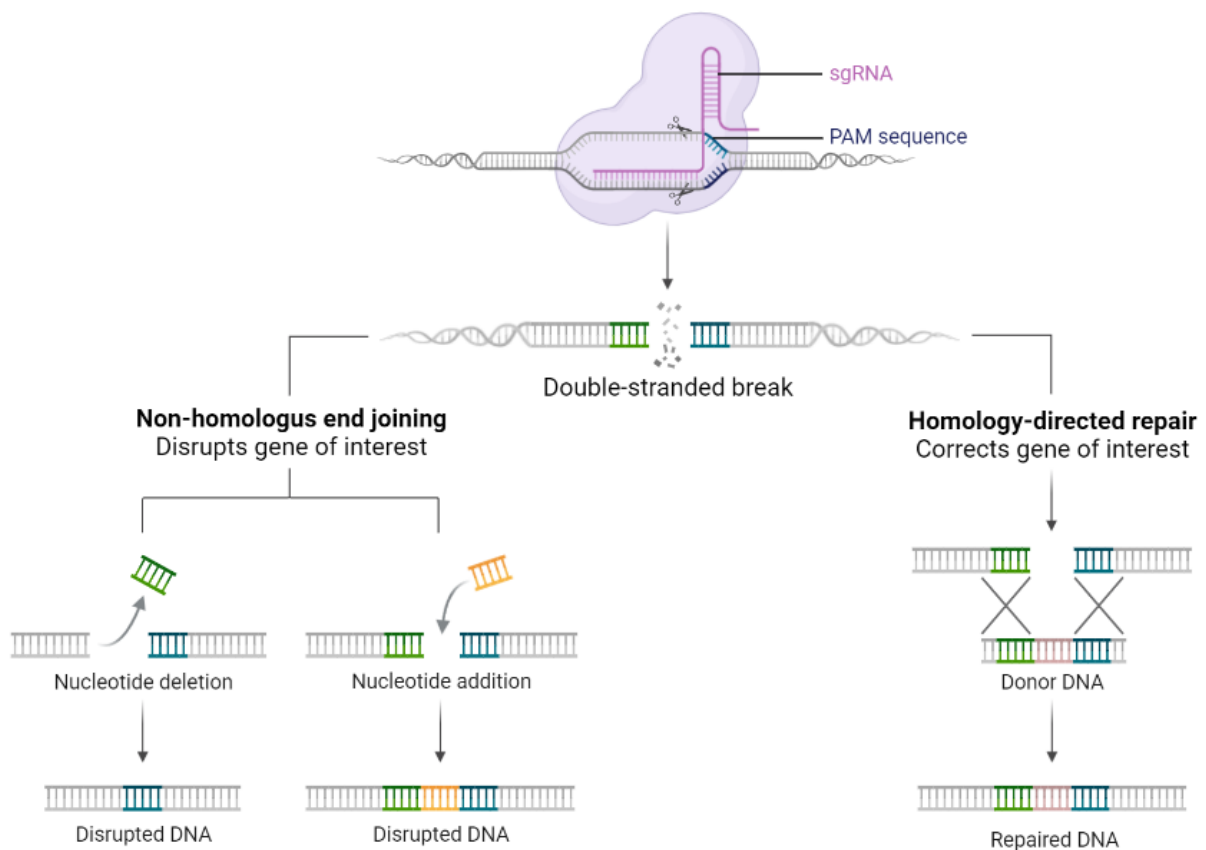 sgRNA
PAM sequence
Double-stranded break
Non-homologus end joining
Disrupts gene of interest
Homology-directed repair
Corrects gene of interest
Nucleotide deletion
Nucleotide addition
Donor DNA
Disrupted DNA
Disrupted DNA
Repaired DNA